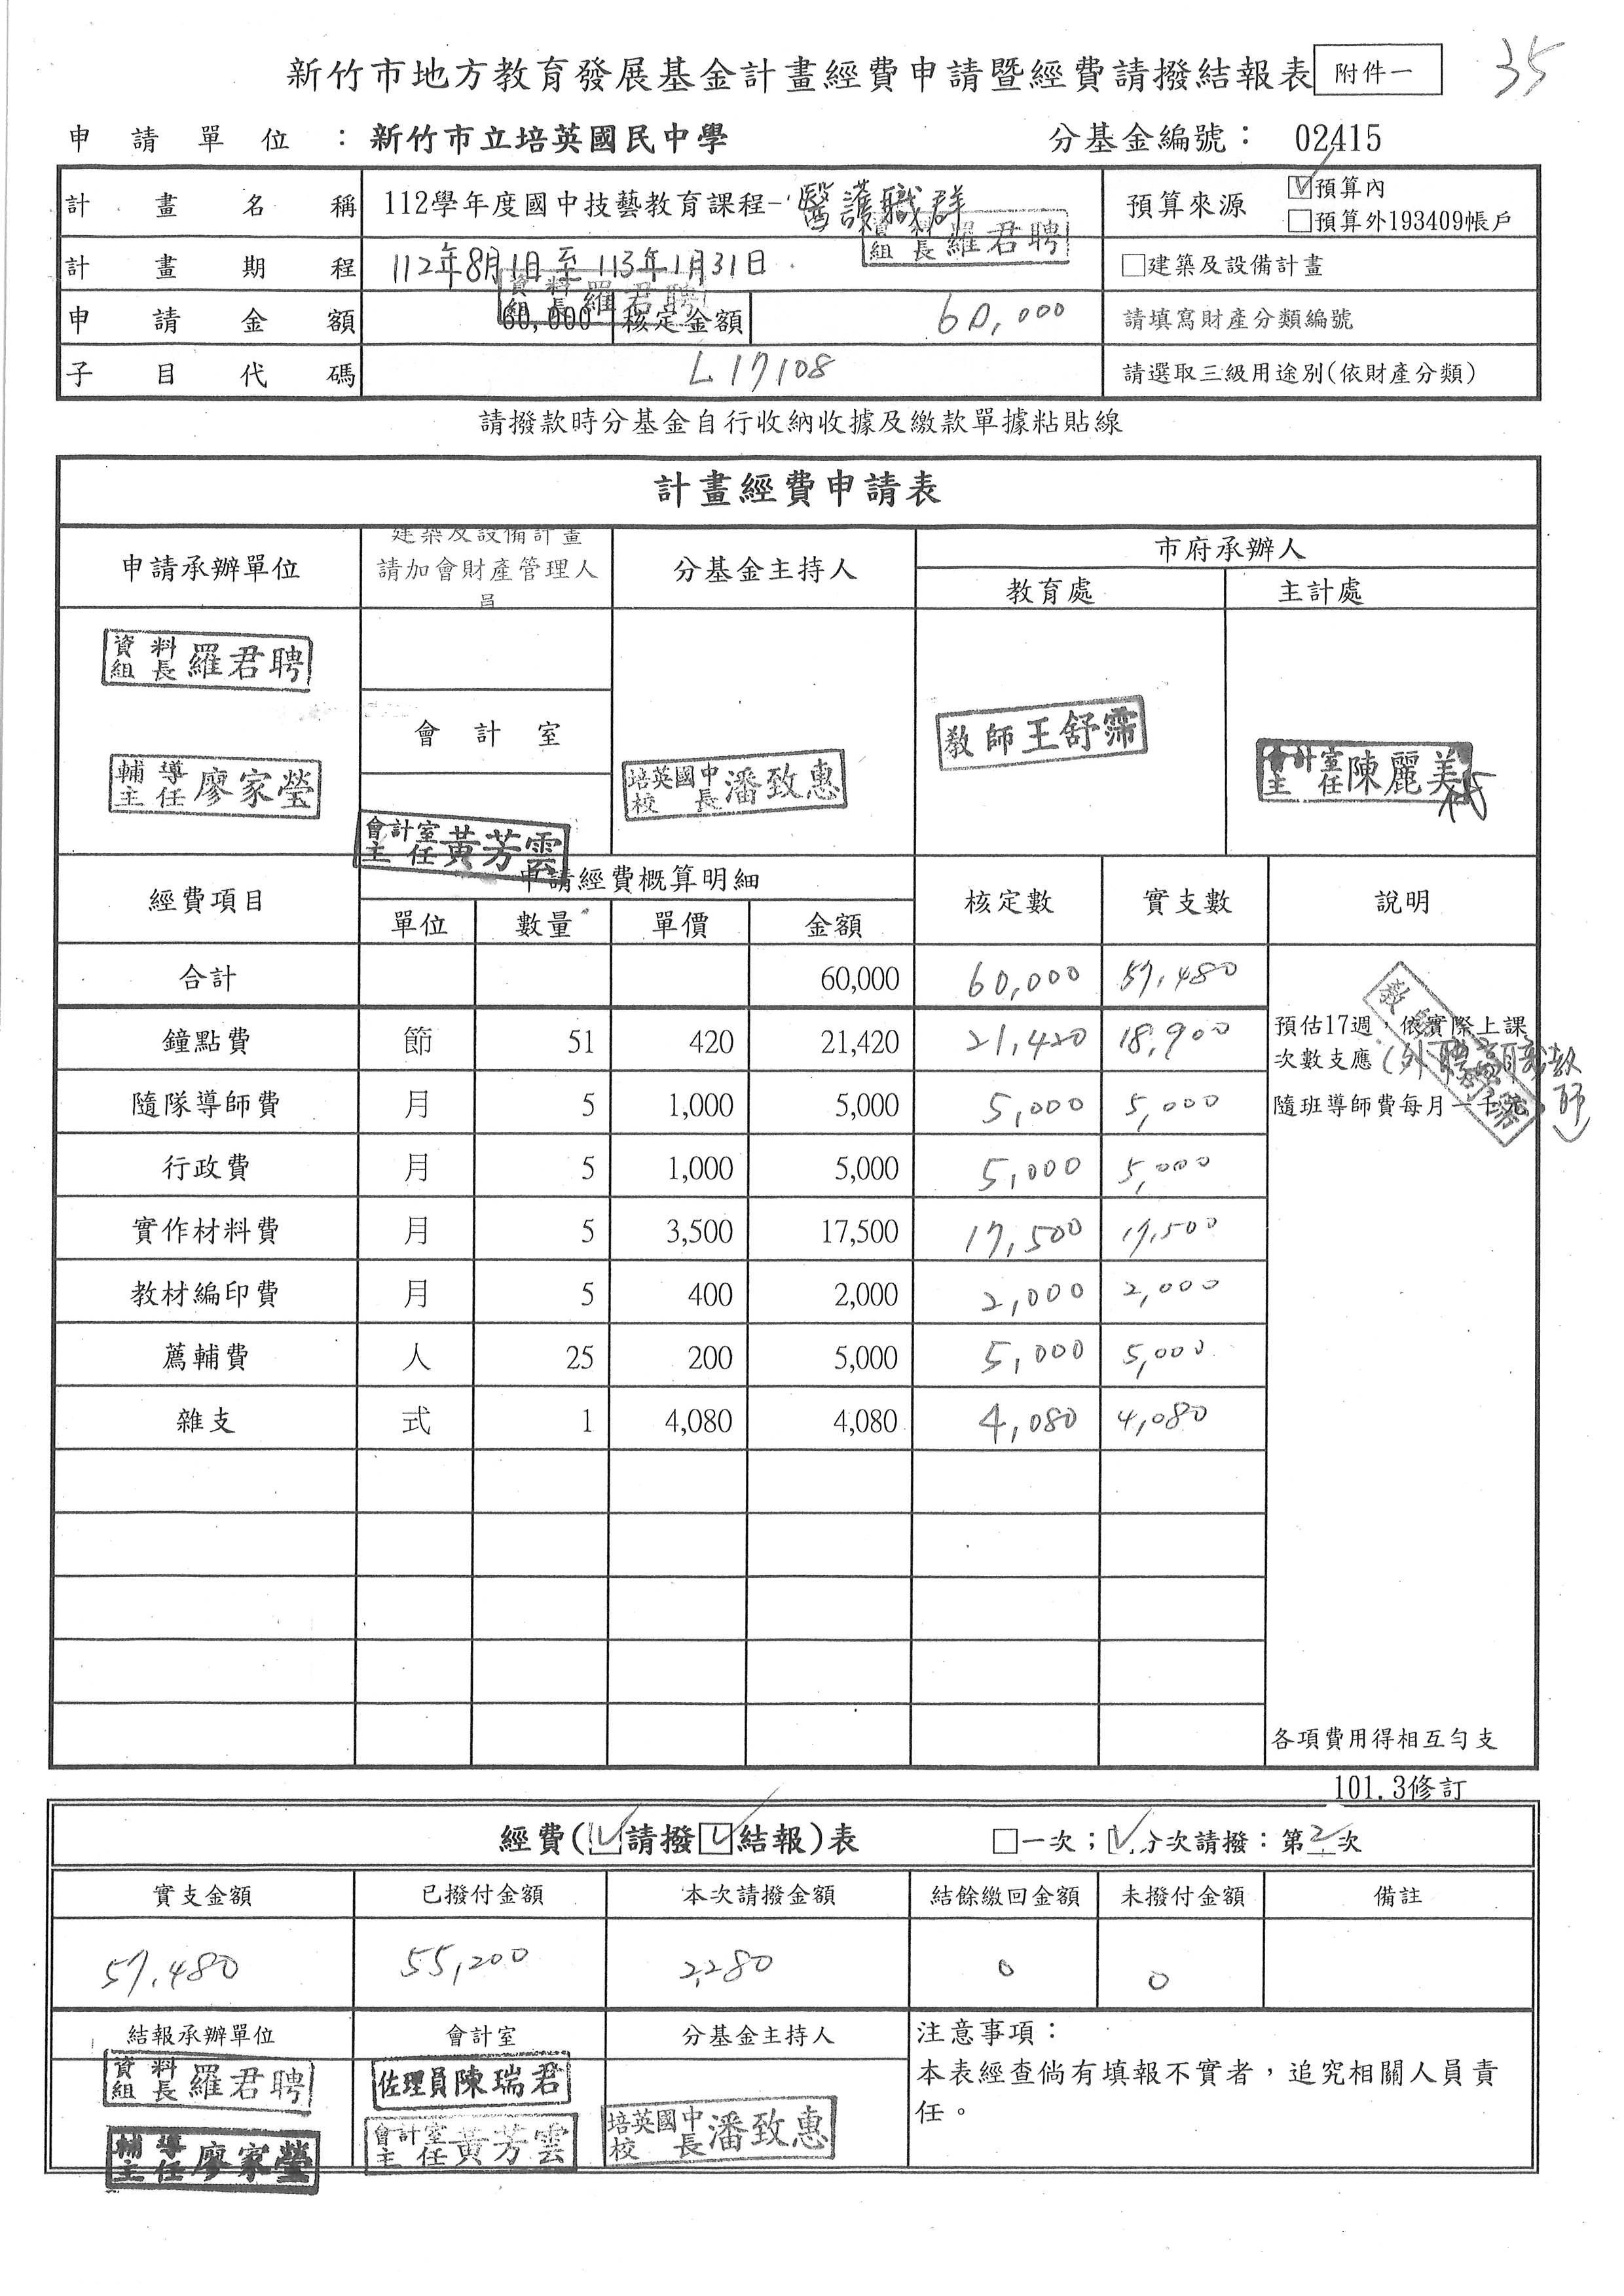 新竹市地方教育發展基金計畫經費申請暨經費請撥結報表 附件一 35
申請單位：新竹市立培英國民中學 分基金編號： 02415
計畫名稱 112學年度國中技藝教育課程-醫護職群 預算來源 ☑預算內
□預算外193409帳戶
資料組長 羅君聘
計畫期程 112年8月1日至113年1月31日 □建築及設備計畫
資料組長 羅君聘
申請金額 60,000 核定金額 60,000 請填寫財產分類編號
子目代碼 L17108 請選取三級用途別(依財產分類)
請撥款時分基金自行收納收據及繳款單據粘貼線
計畫經費申請表
申請承辦單位 建築及設備計畫請加會財產管理人員 分基金主持人 市府承辦人
教育處 主計處
資料組長 羅君聘
會計室
教師王舒霈
輔導主任 廖家瑩
培英國中校長 潘致惠
會計室主任 陳麗美
會計室主任 黃芳雲
經費項目 申請經費概算明細 核定數 實支數 說明
單位 數量 單價 金額
合計 60,000 60,000 57,480
鐘點費 節 51 420 21,420 21,420 18,900 預估17週，依實際上課次數支應(外聘高職教師)
隨隊導師費 月 5 1,000 5,000 5,000 5,000 隨班導師費每月一千元
行政費 月 5 1,000 5,000 5,000 5,000
實作材料費 月 5 3,500 17,500 17,500 17,500
教材編印費 月 5 400 2,000 2,000 2,000
薦輔費 人 25 200 5,000 5,000 5,000
雜支 式 1 4,080 4,080 4,080 4,080
各項費用得相互勻支
101.3修訂
經費(☑請撥☑結報)表 □一次；☑分次請撥：第2次
實支金額 已撥付金額 本次請撥金額 結餘繳回金額 未撥付金額 備註
57,480 55,200 2,280 0 0
結報承辦單位 會計室 分基金主持人 注意事項：
本表經查倘有填報不實者，追究相關人員責
任。
資料組長 羅君聘 佐理員陳瑞君
輔導主任 廖家瑩 會計室主任 黃芳雲 培英國中校長 潘致惠